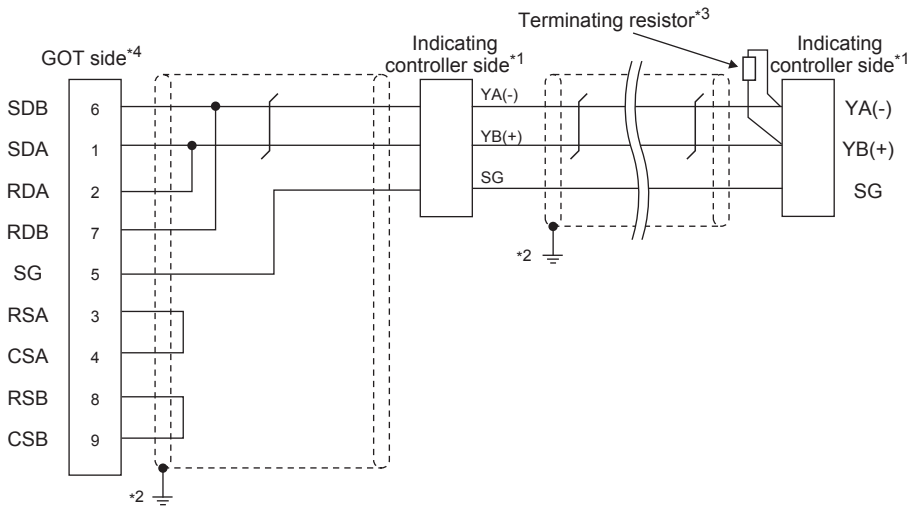 Terminating resistor*3
GOT side*4
Indicating
controller side*1
Indicating
controller side*1
SDB 6 YA(-) YA(-)
SDA 1 YB(+) YB(+)
RDA 2 SG SG
RDB 7
*2
SG 5
RSA 3
CSA 4
RSB 8
CSB 9
*2